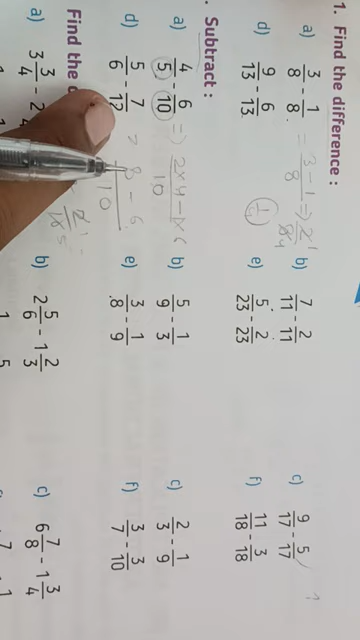 1. Find the difference :
a) 3/8 - 1/8 = 3-1/8 => 2/8 b) 7/11 - 2/11 c) 9/17 - 5/17
d) 9/13 - 6/13 e) 5/23 - 2/23 f) 11/18 - 3/18
Subtract :
a) 4/5 - 6/10 => 2×4-1×6/10 b) 5/9 - 1/3 c) 2/3 - 1/9
d) 5/6 - 7/12 8-6/10 e) 3/8 - 1/9 f) 3/7 - 3/10
Find the
a) 3 3/4 - 2 b) 2 5/6 - 1 2/3 c) 6 7/8 - 1 3/4